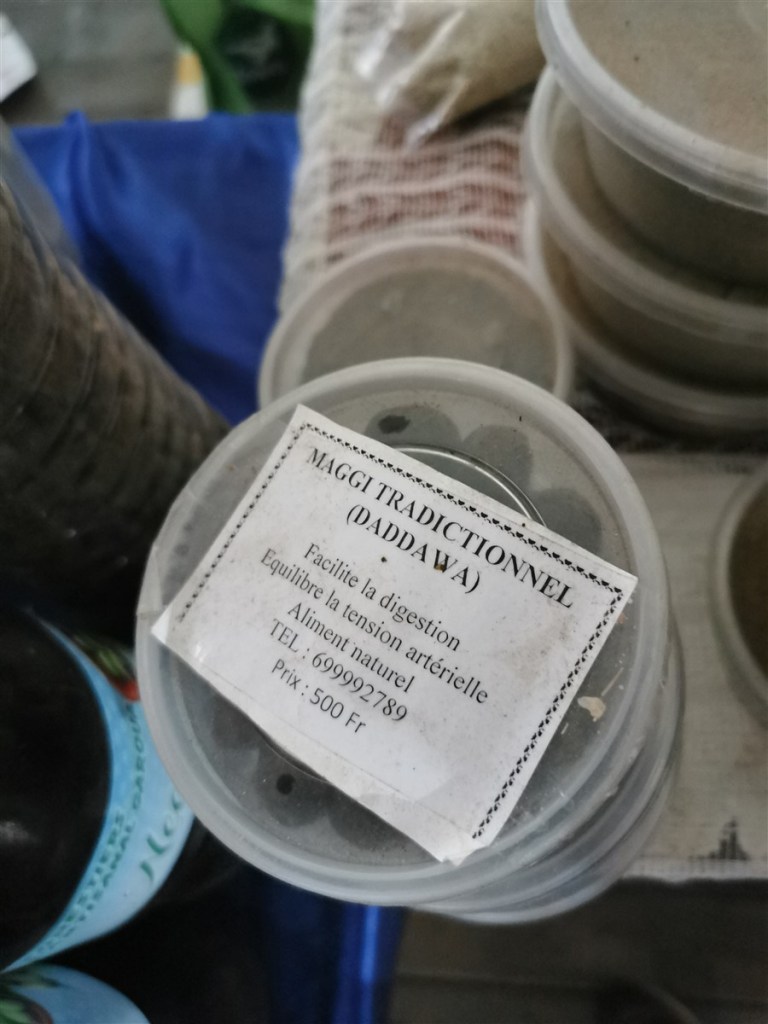 MAGGI TRADICTIONNEL
(DADDAWA)
Facilite la digestion
Equilibre la tension artérielle
Aliment naturel
TEL : 699992789
Prix : 500 Fr